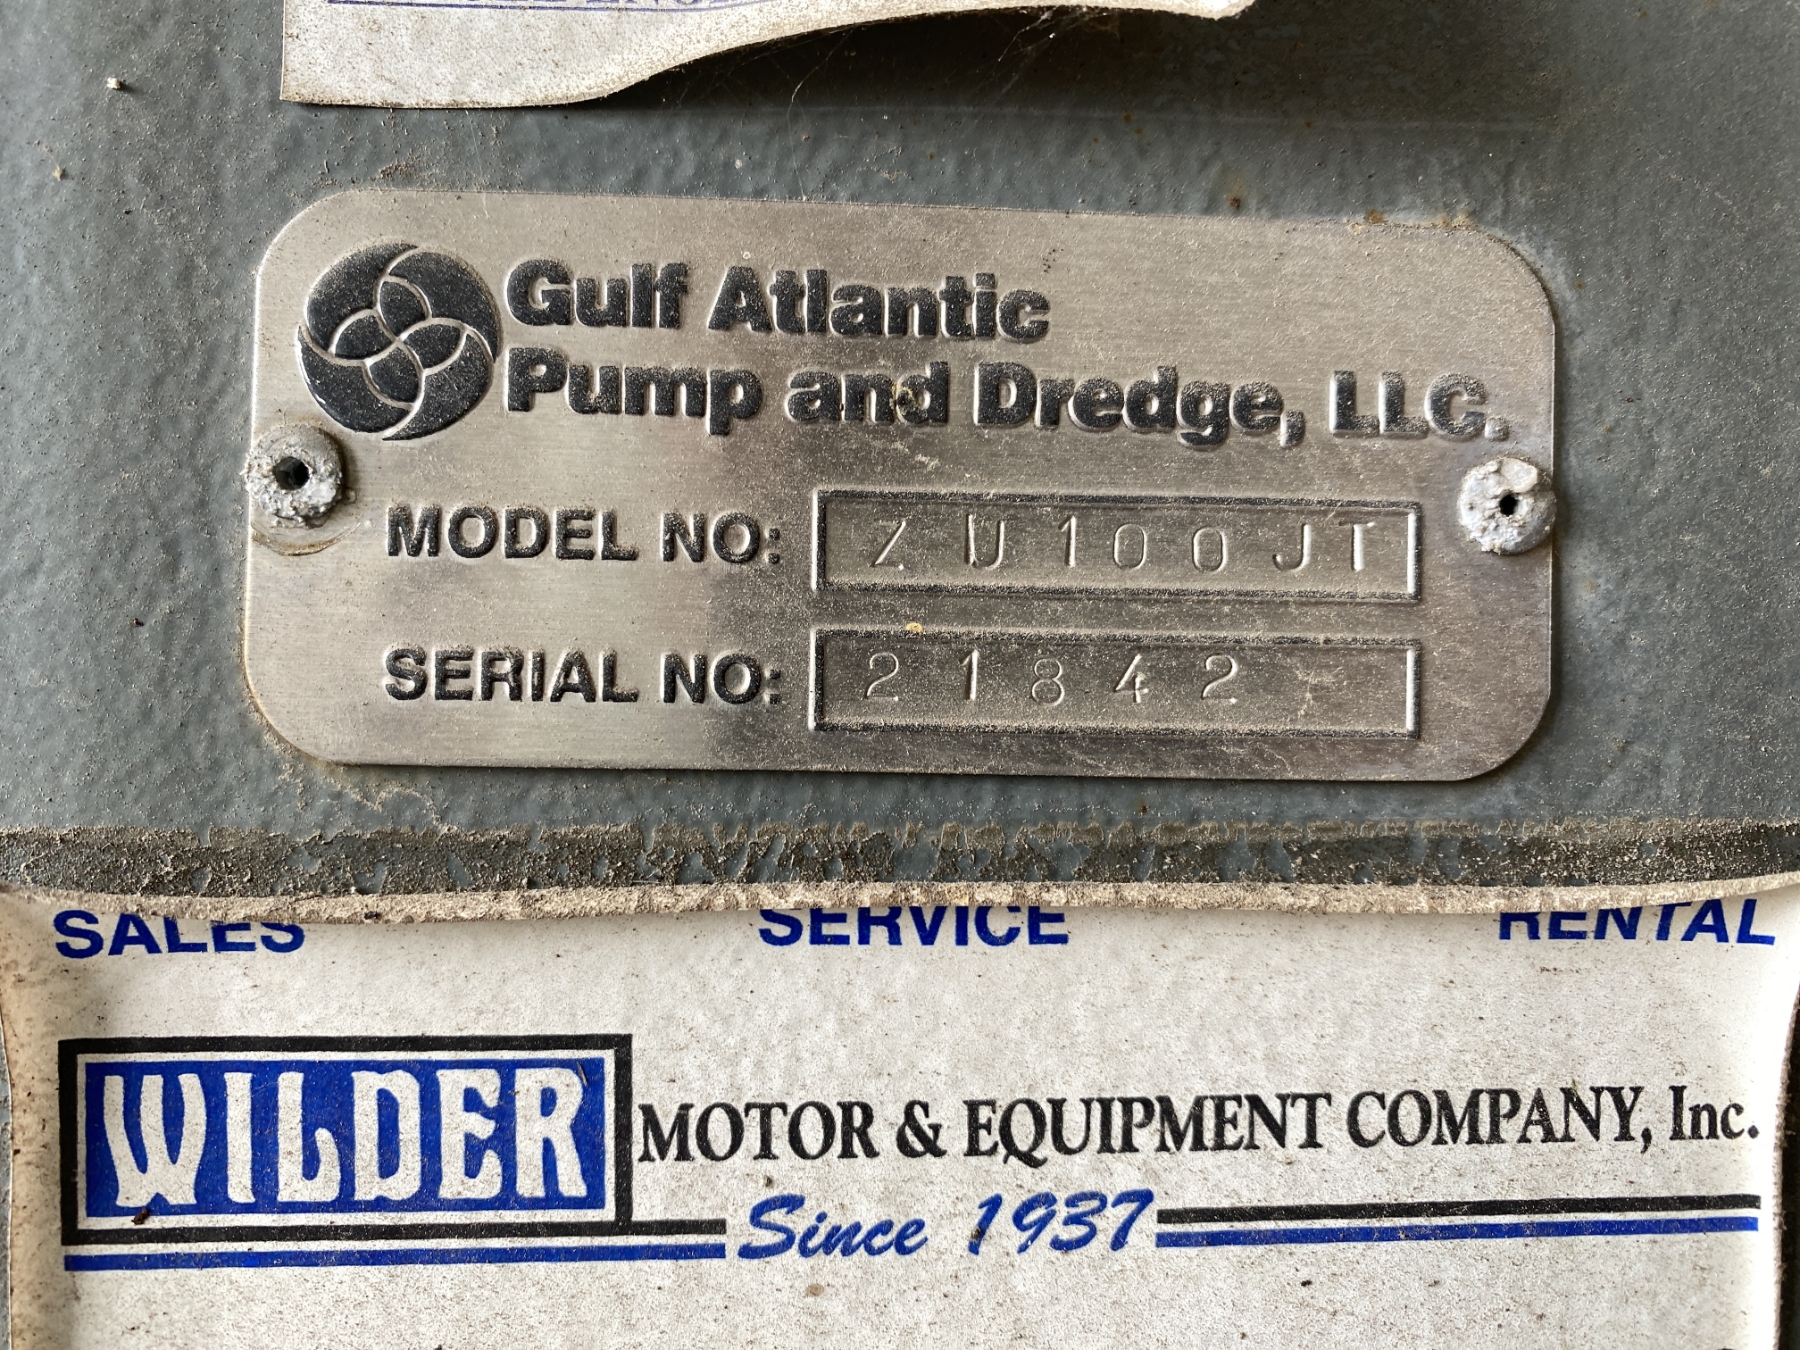 Gulf Atlantic
Pump and Dredge, LLC.
MODEL NO: ZU100JT
SERIAL NO: 21842
SALES SERVICE RENTAL
WILDER MOTOR & EQUIPMENT COMPANY, Inc.
Since 1937